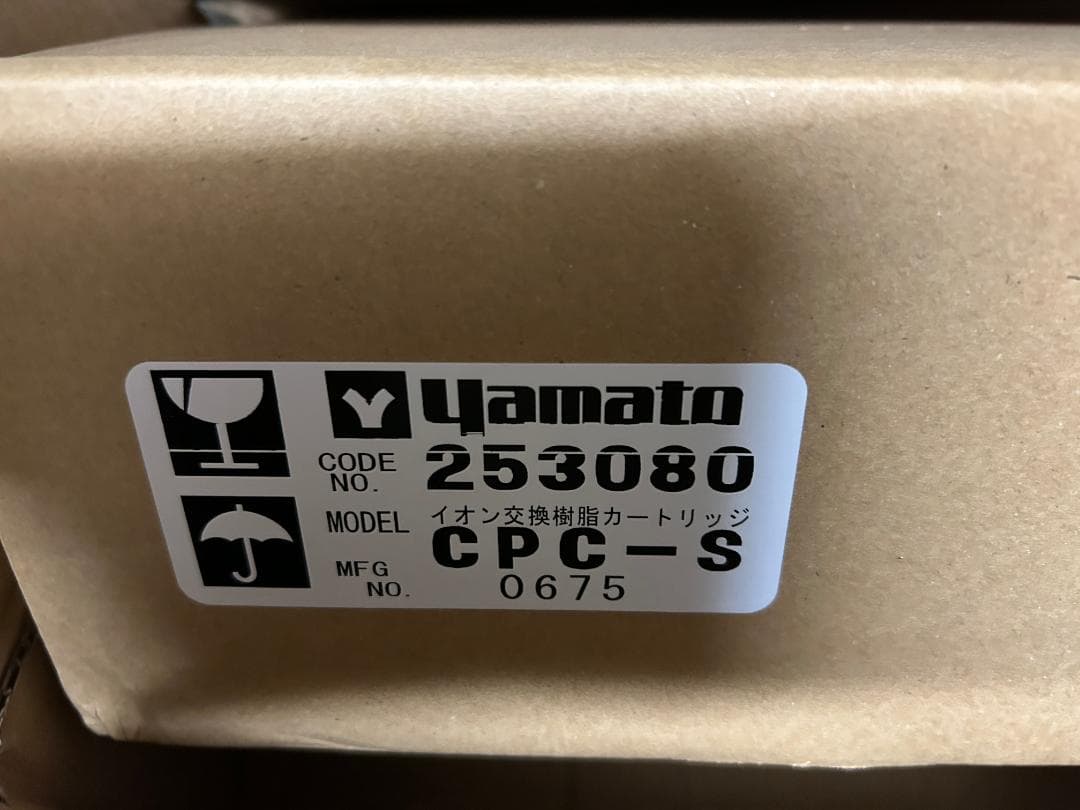 yamato
CODE NO. 253080
イオン交換樹脂カートリッジ
MODEL CPC-S
MFG NO. 0675